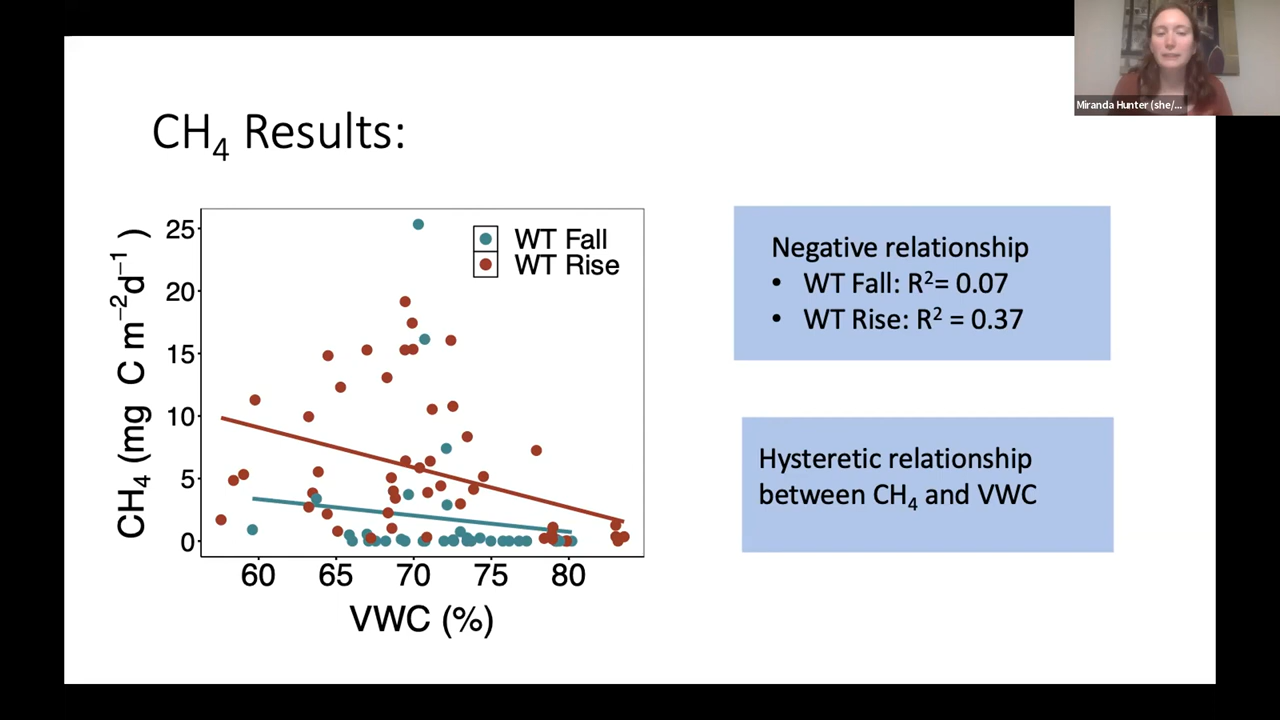 Miranda Hunter (she/...
CH₄ Results:
CH₄ (mg C m⁻²d⁻¹ )
25
20
15
10
5
0
WT Fall
WT Rise
60 65 70 75 80
VWC (%)
Negative relationship
• WT Fall: R²= 0.07
• WT Rise: R² = 0.37
Hysteretic relationship
between CH₄ and VWC